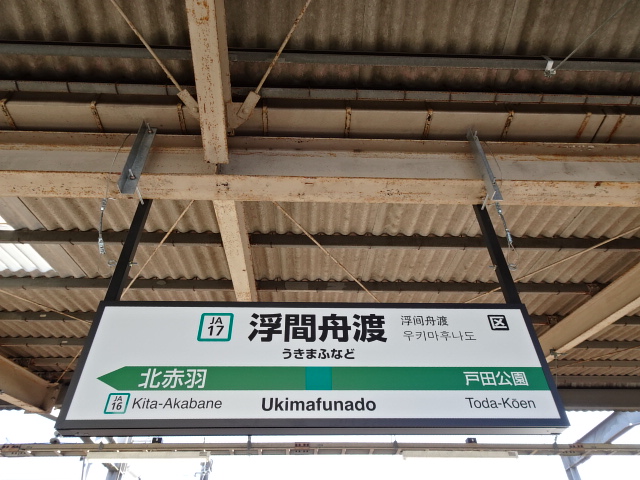 JA
17
浮間舟渡
浮间舟渡
우키마후나도
区
うきまふなど
北赤羽
戸田公園
JA
16
Kita-Akabane
Ukimafunado
Toda-Kōen